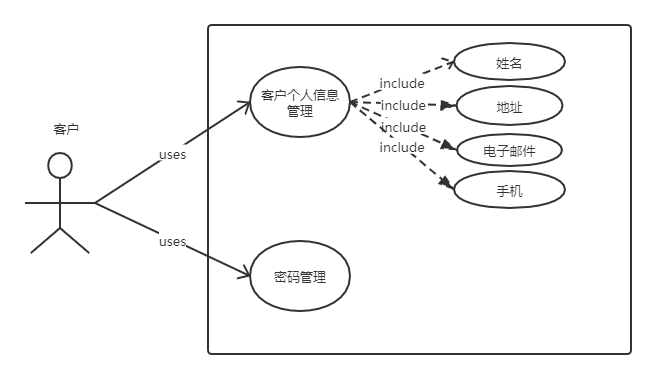 客户
uses
uses
客户个人信息
管理
密码管理
include
include
include
include
姓名
地址
电子邮件
手机